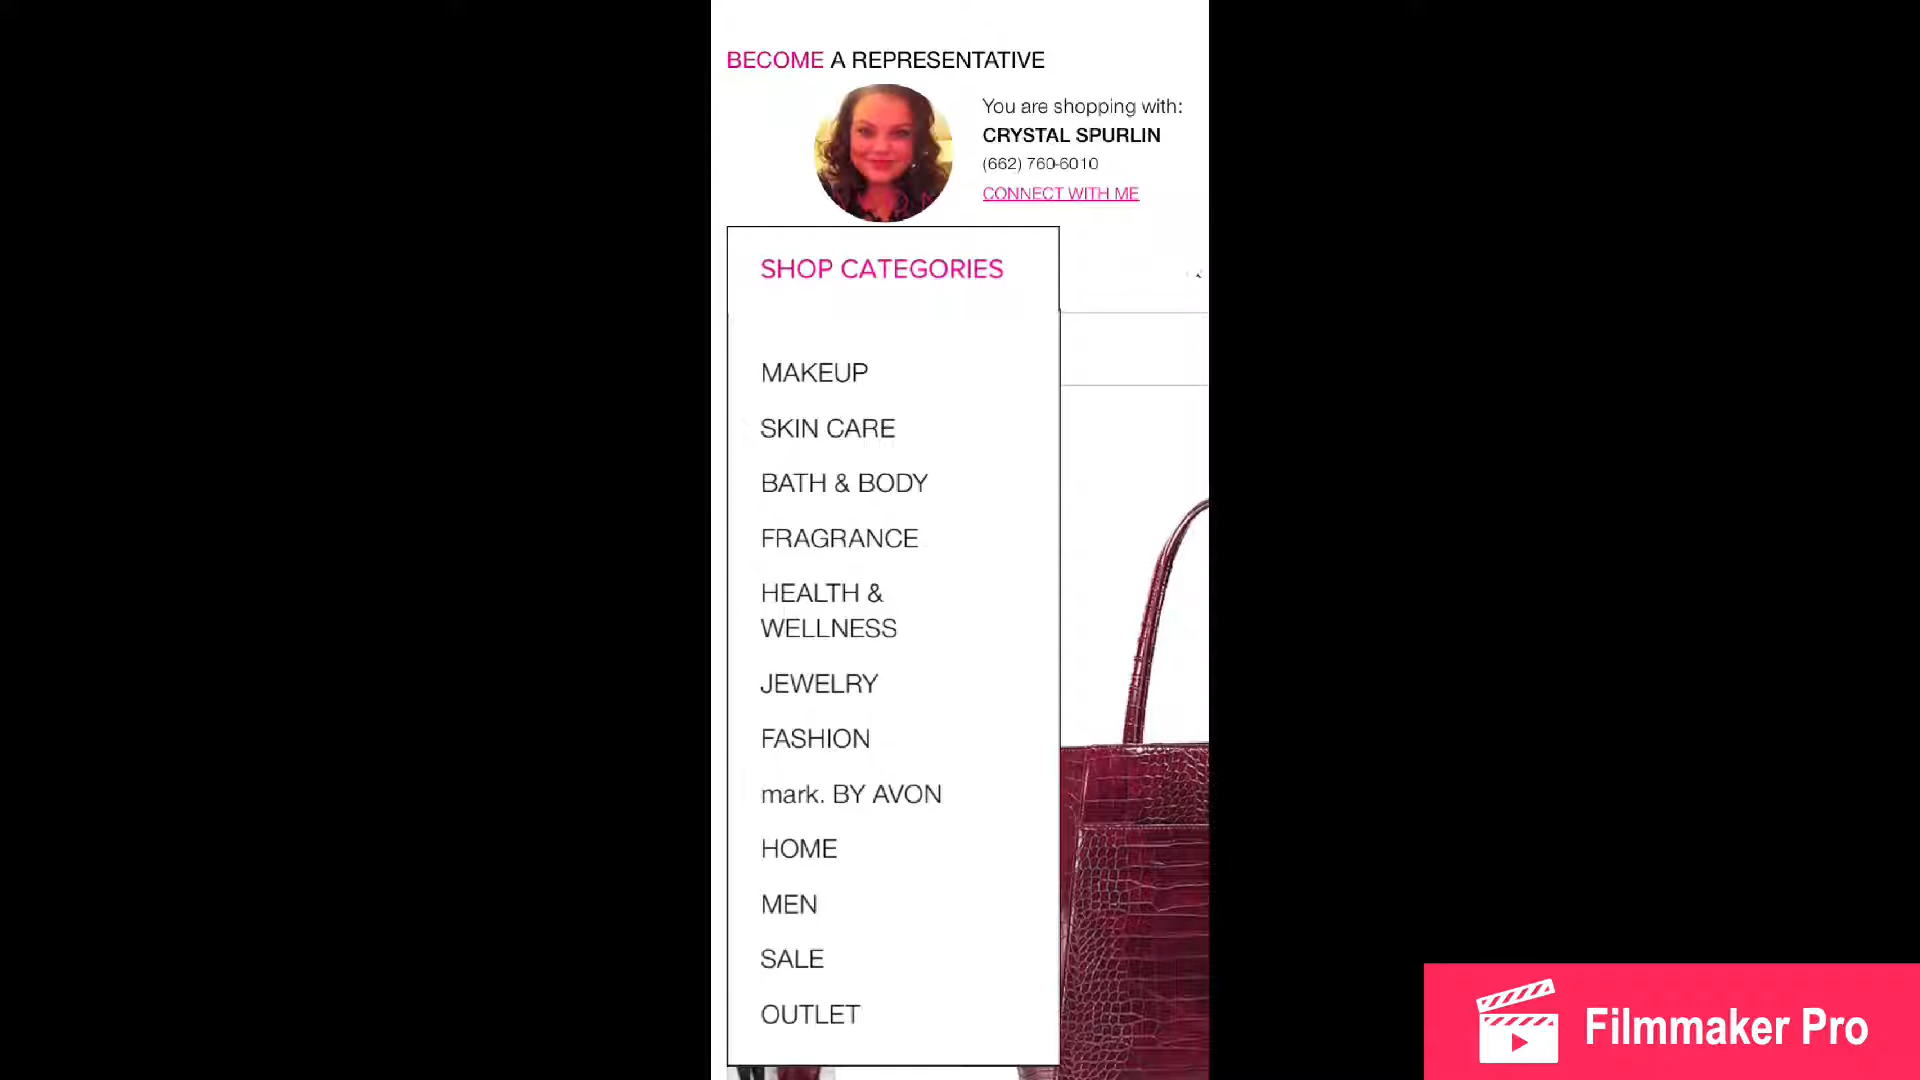 BECOME A REPRESENTATIVE
You are shopping with:
CRYSTAL SPURLIN
(662) 760-6010
CONNECT WITH ME
SHOP CATEGORIES
MAKEUP
SKIN CARE
BATH & BODY
FRAGRANCE
HEALTH &
WELLNESS
JEWELRY
FASHION
mark. BY AVON
HOME
MEN
SALE
OUTLET
Filmmaker Pro